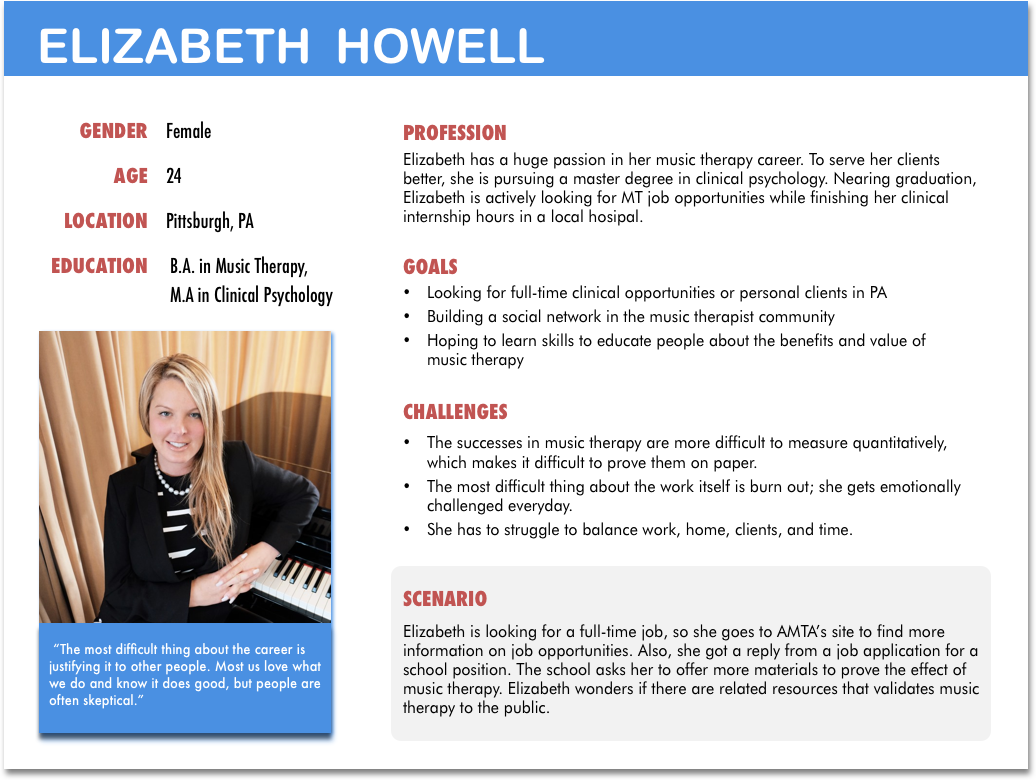 ELIZABETH HOWELL
GENDER Female
AGE 24
LOCATION Pittsburgh, PA
EDUCATION B.A. in Music Therapy,
M.A in Clinical Psychology
“The most difficult thing about the career is
justifying it to other people. Most us love what
we do and know it does good, but people are
often skeptical.”
PROFESSION
Elizabeth has a huge passion in her music therapy career. To serve her clients
better, she is pursuing a master degree in clinical psychology. Nearing graduation,
Elizabeth is actively looking for MT job opportunities while finishing her clinical
internship hours in a local hosipal.
GOALS
• Looking for full-time clinical opportunities or personal clients in PA
• Building a social network in the music therapist community
• Hoping to learn skills to educate people about the benefits and value of
music therapy
CHALLENGES
• The successes in music therapy are more difficult to measure quantitatively,
which makes it difficult to prove them on paper.
• The most difficult thing about the work itself is burn out; she gets emotionally
challenged everyday.
• She has to struggle to balance work, home, clients, and time.
SCENARIO
Elizabeth is looking for a full-time job, so she goes to AMTA’s site to find more
information on job opportunities. Also, she got a reply from a job application for a
school position. The school asks her to offer more materials to prove the effect of
music therapy. Elizabeth wonders if there are related resources that validates music
therapy to the public.